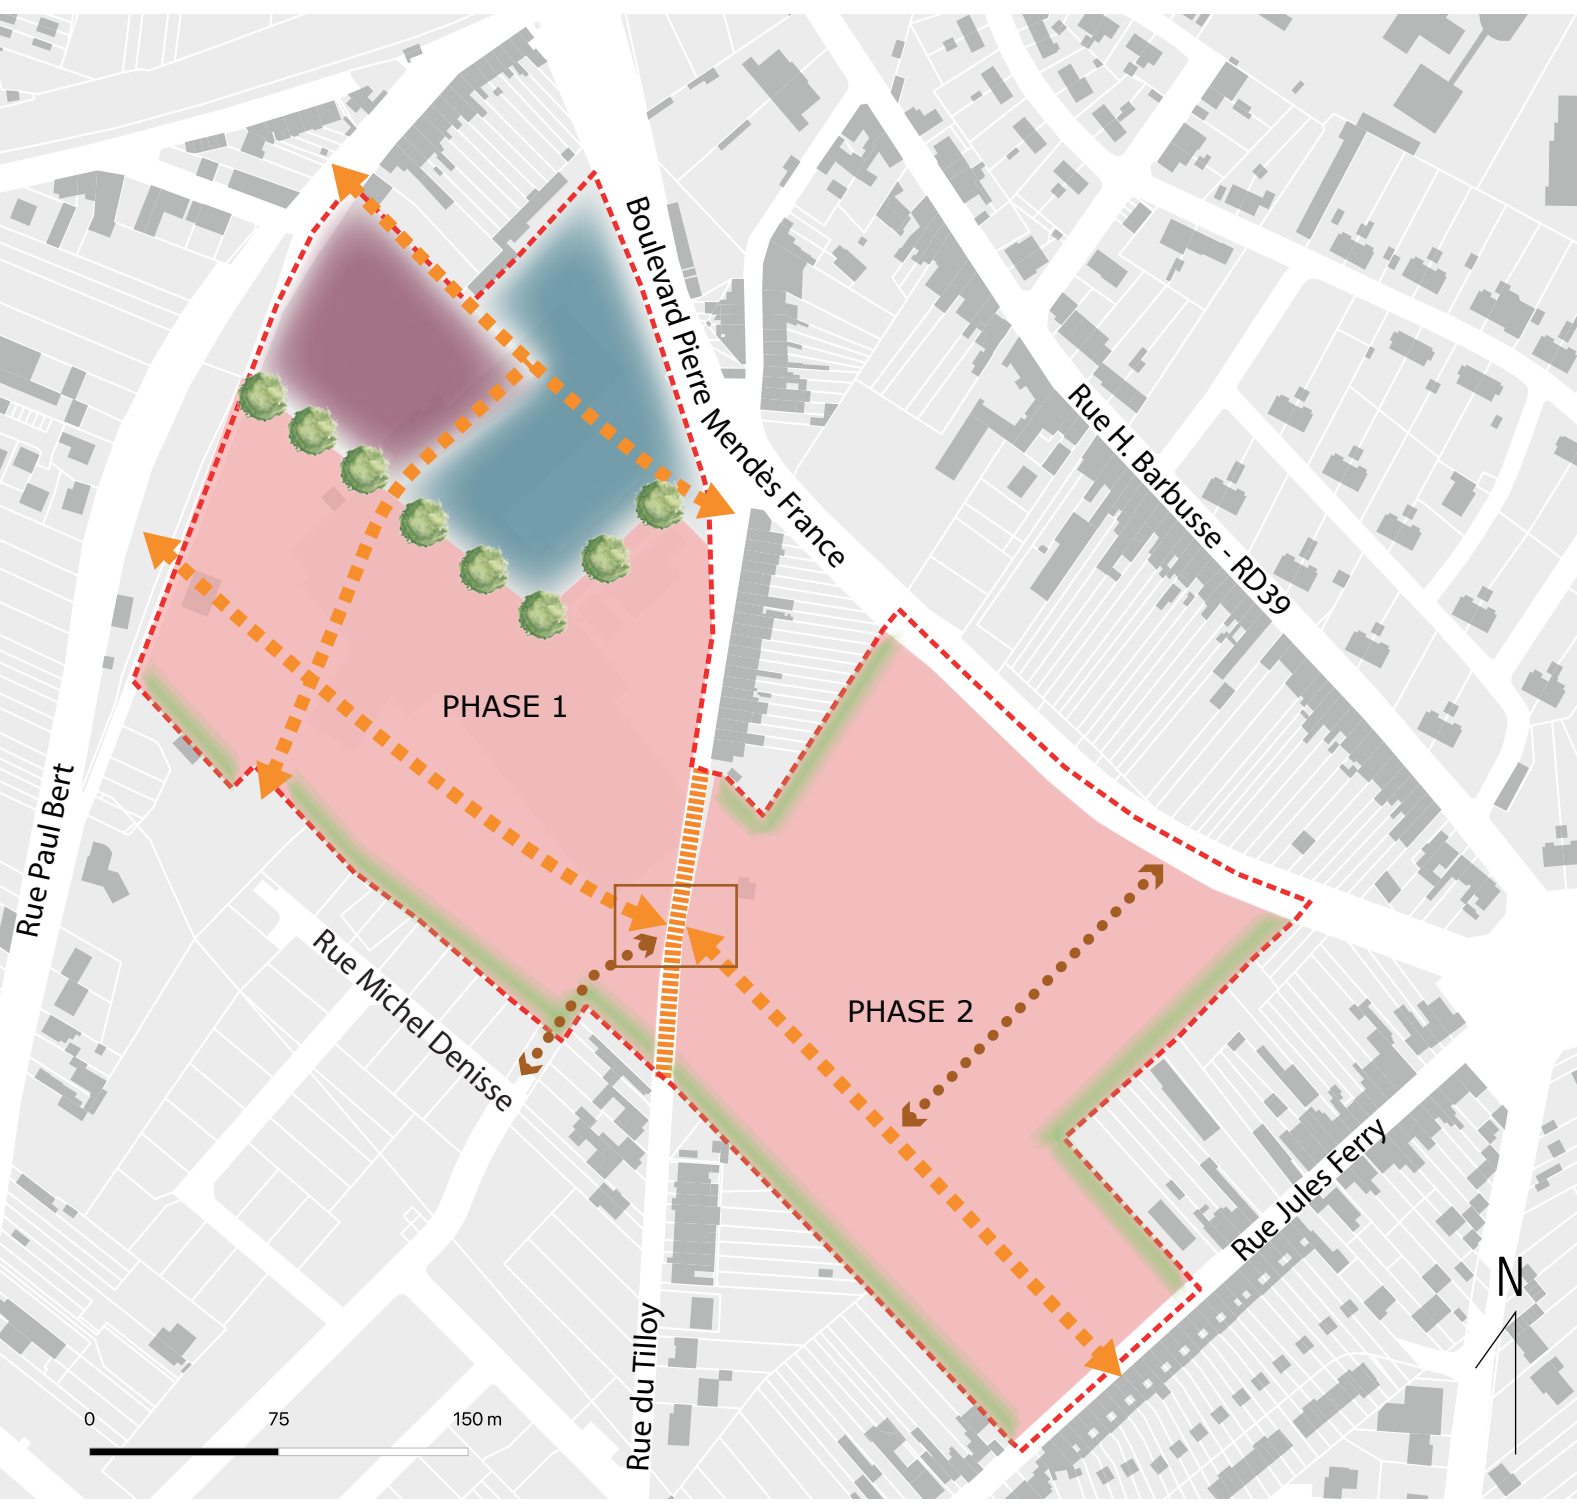 Boulevard Pierre Mendès France
Rue H. Barbusse - RD39
PHASE 1
Rue Paul Bert
Rue Michel Denisse
PHASE 2
Rue Jules Ferry
Rue du Tilloy
N
0 75 150 m